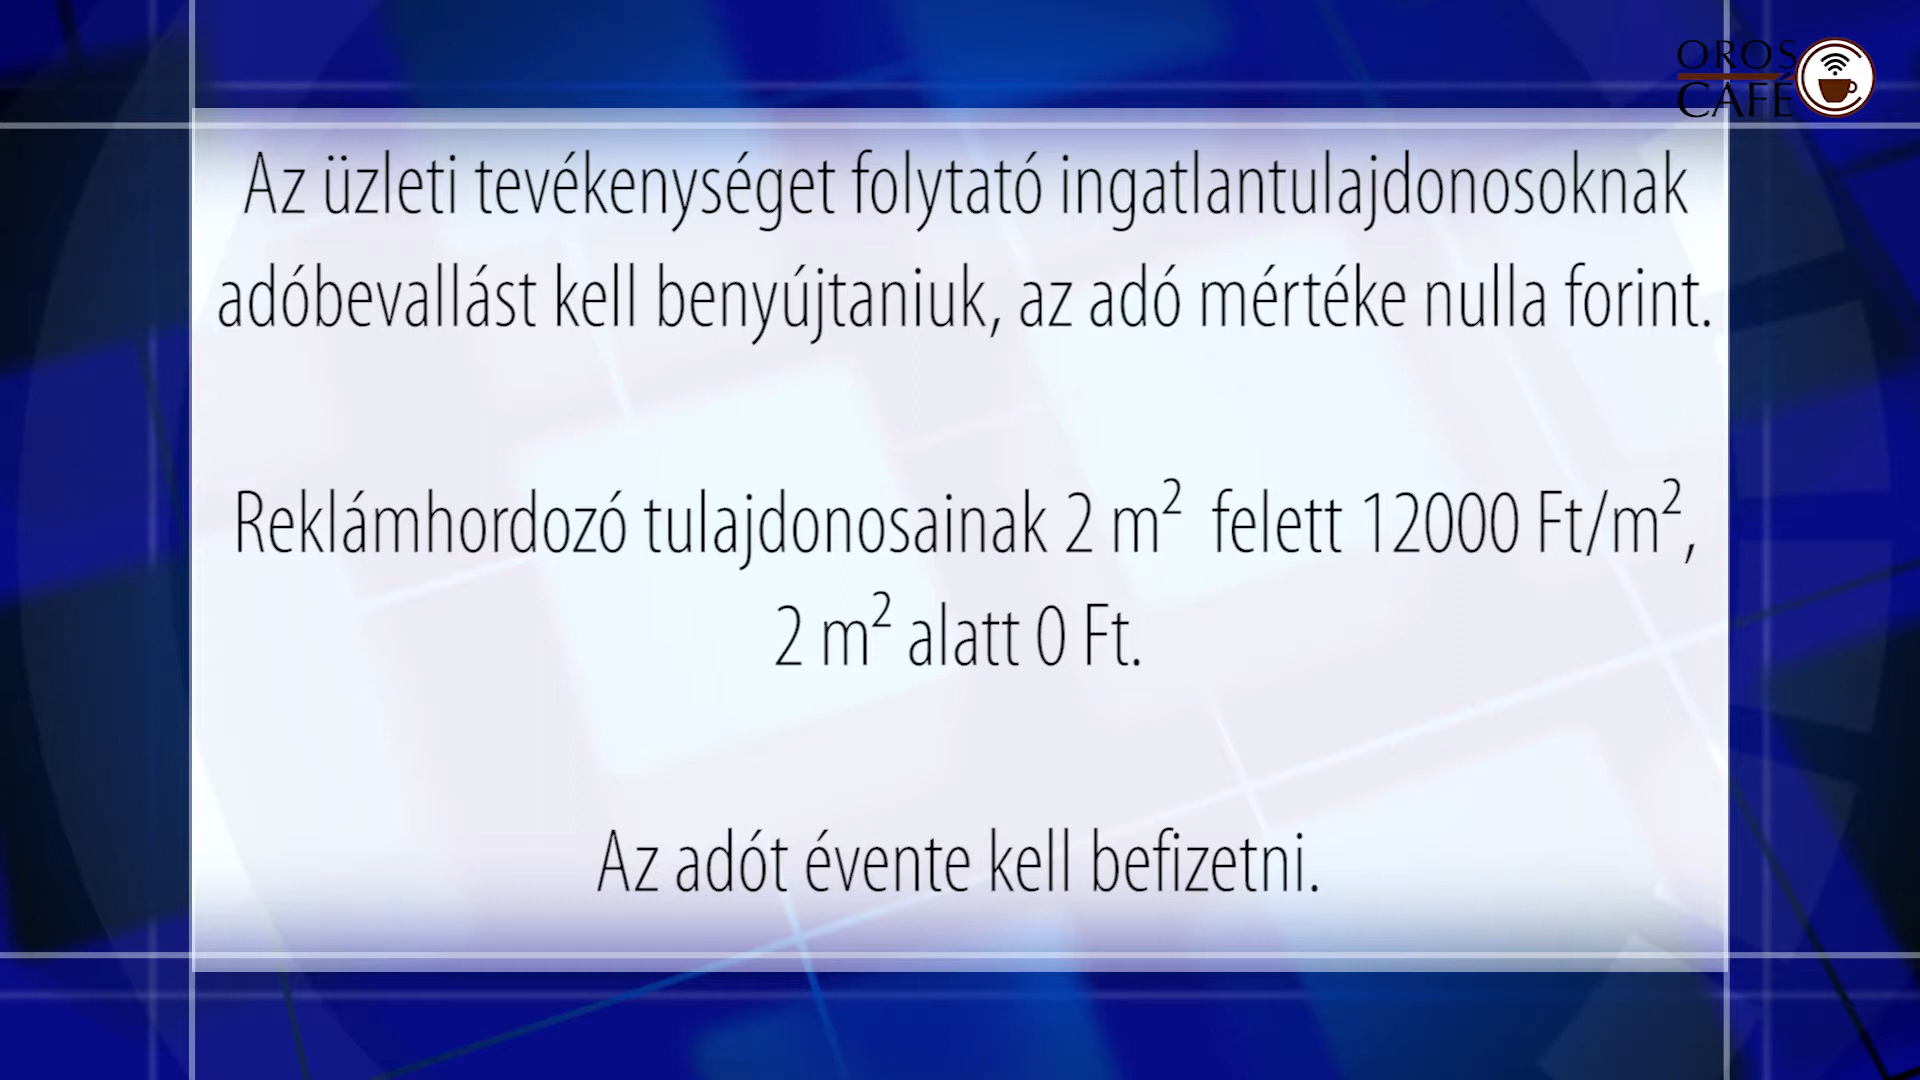 OROS
CAFÉ
Az üzleti tevékenységet folytató ingatlantulajdonosoknak
adóbevallást kell benyújtaniuk, az adó mértéke nulla forint.
Reklámhordozó tulajdonosainak 2 m² felett 12000 Ft/m²,
2 m² alatt 0 Ft.
Az adót évente kell befizetni.